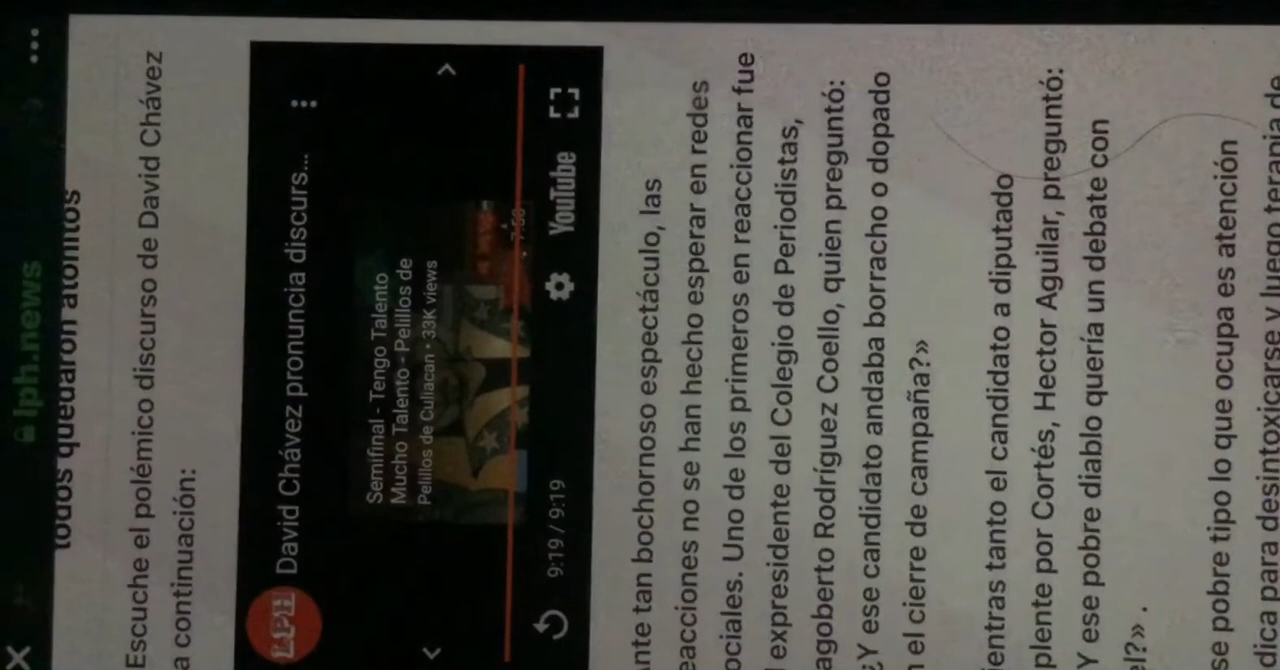 lph.news
todos quedaron atónitos
Escuche el polémico discurso de David Chávez
a continuación:
LPH
David Chávez pronuncia discurs...
Semifinal - Tengo Talento
Mucho Talento - Pelillos de
Pelillos de Culiacan • 33K views
9:19 / 9:19
YouTube
nte tan bochornoso espectáculo, las
eacciones no se han hecho esperar en redes
ociales. Uno de los primeros en reaccionar fue
l expresidente del Colegio de Periodistas,
agoberto Rodríguez Coello, quien preguntó:
¿Y ese candidato andaba borracho o dopado
n el cierre de campaña?»
ientras tanto el candidato a diputado
plente por Cortés, Hector Aguilar, preguntó:
Y ese pobre diablo quería un debate con
él?» .
se pobre tipo lo que ocupa es atención
dica para desintoxicarse y luego terapia de